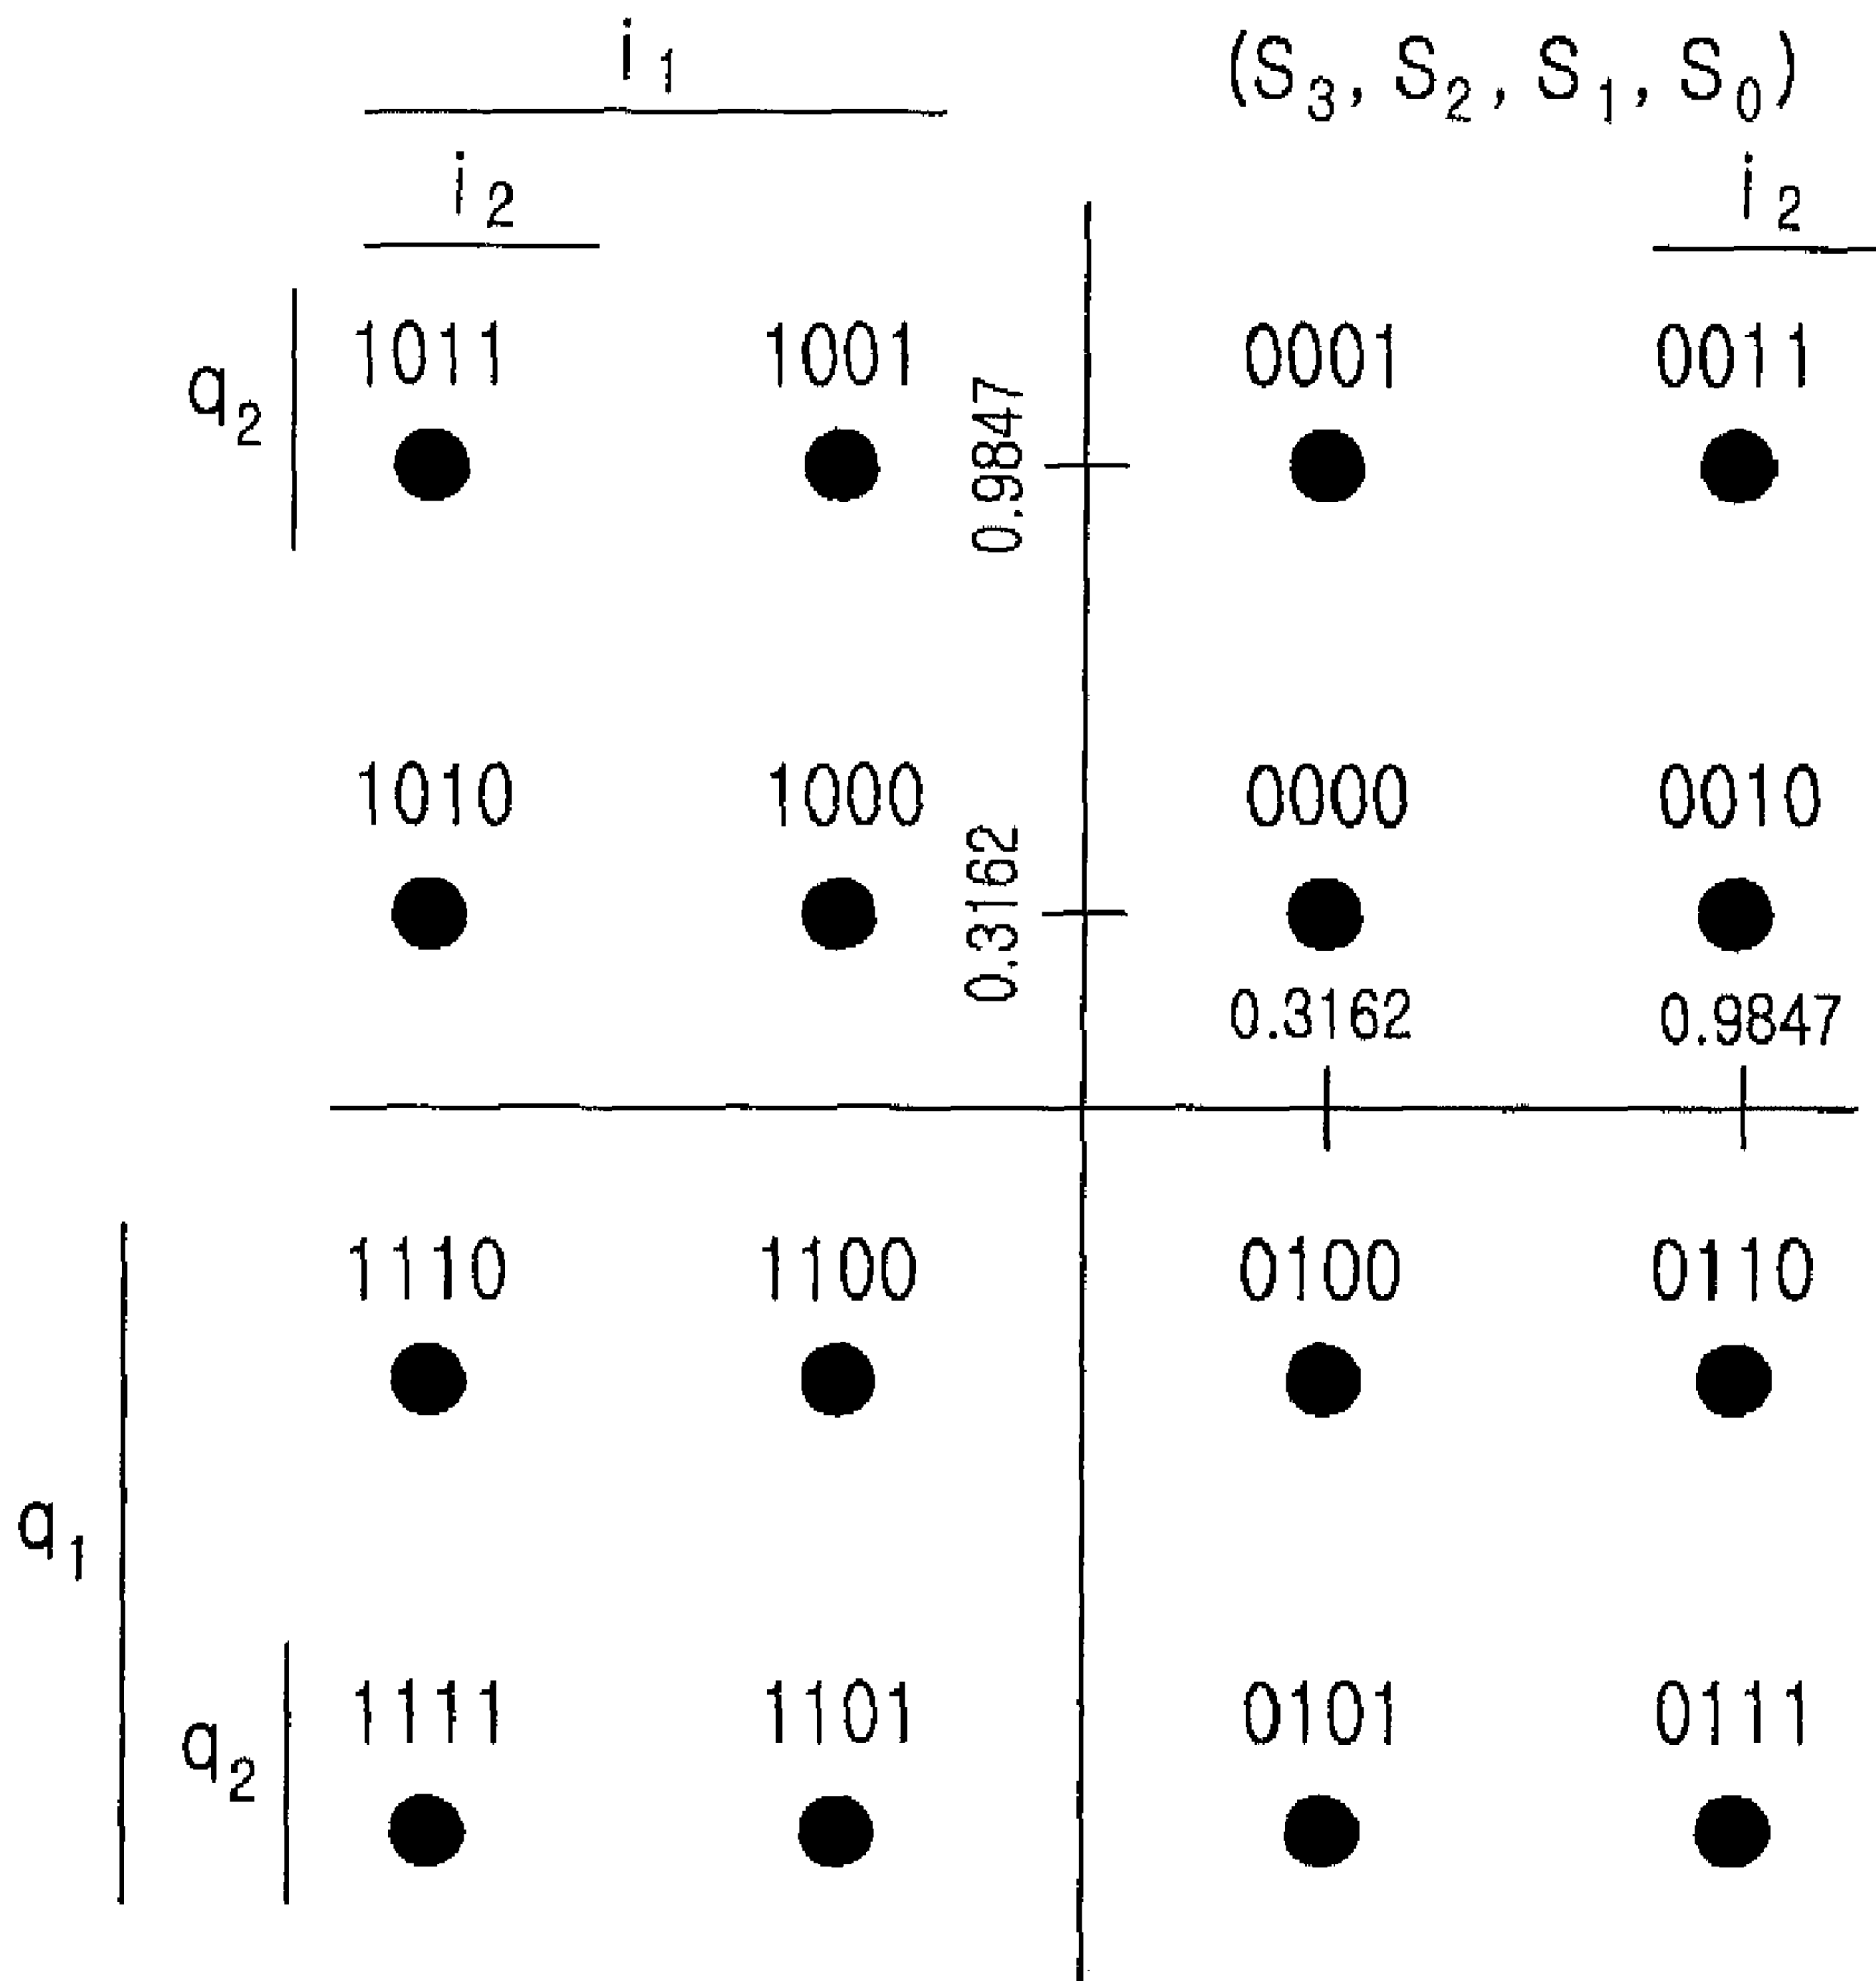 i₁ (S₃, S₂, S₁, S₀)
i₂ i₂
1011 1001 0001 0011
q₂
0.9847
1010 1000 0000 0010
0.3162
0.3162 0.9847
1110 1100 0100 0110
q₁
1111 1101 0101 0111
q₂